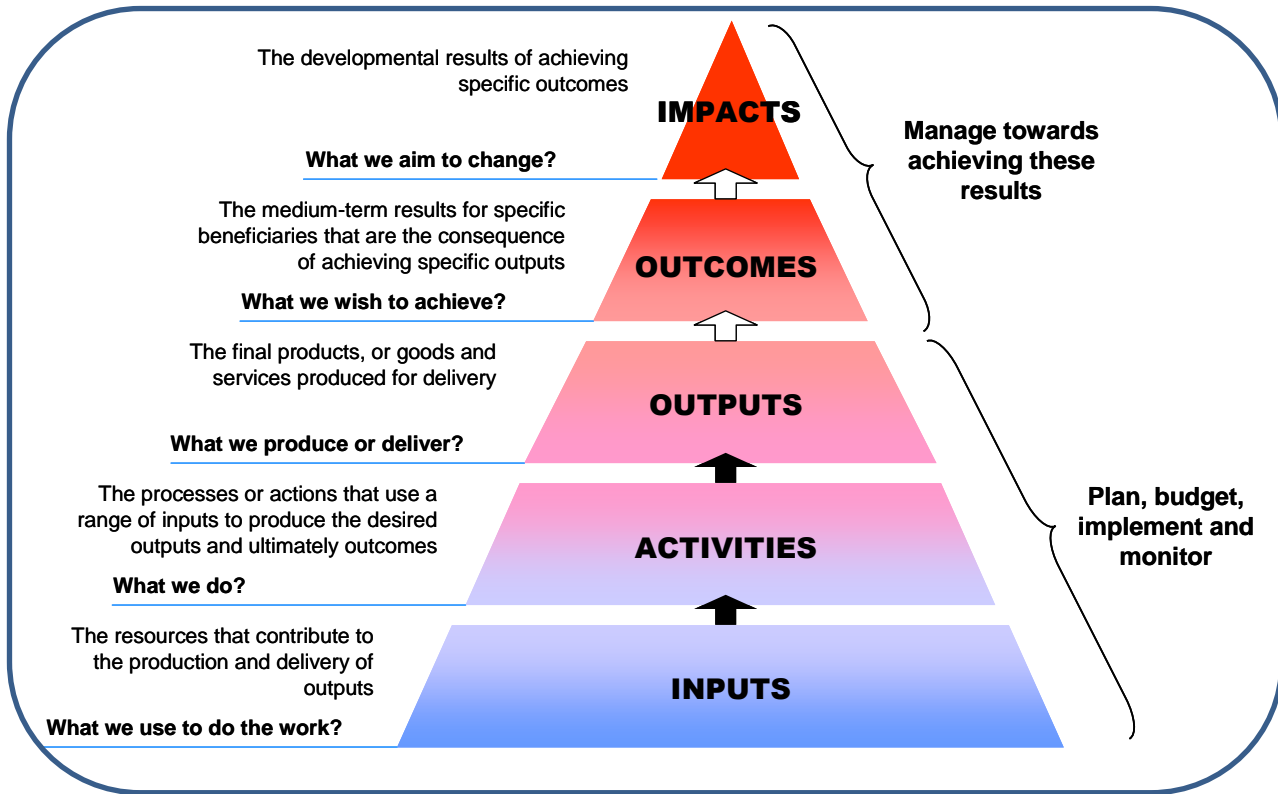 The developmental results of achieving
specific outcomes
IMPACTS
What we aim to change?
Manage towards
achieving these
results
The medium-term results for specific
beneficiaries that are the consequence
of achieving specific outputs
OUTCOMES
What we wish to achieve?
The final products, or goods and
services produced for delivery
OUTPUTS
What we produce or deliver?
The processes or actions that use a
range of inputs to produce the desired
outputs and ultimately outcomes
ACTIVITIES
What we do?
Plan, budget,
implement and
monitor
The resources that contribute to
the production and delivery of
outputs
INPUTS
What we use to do the work?